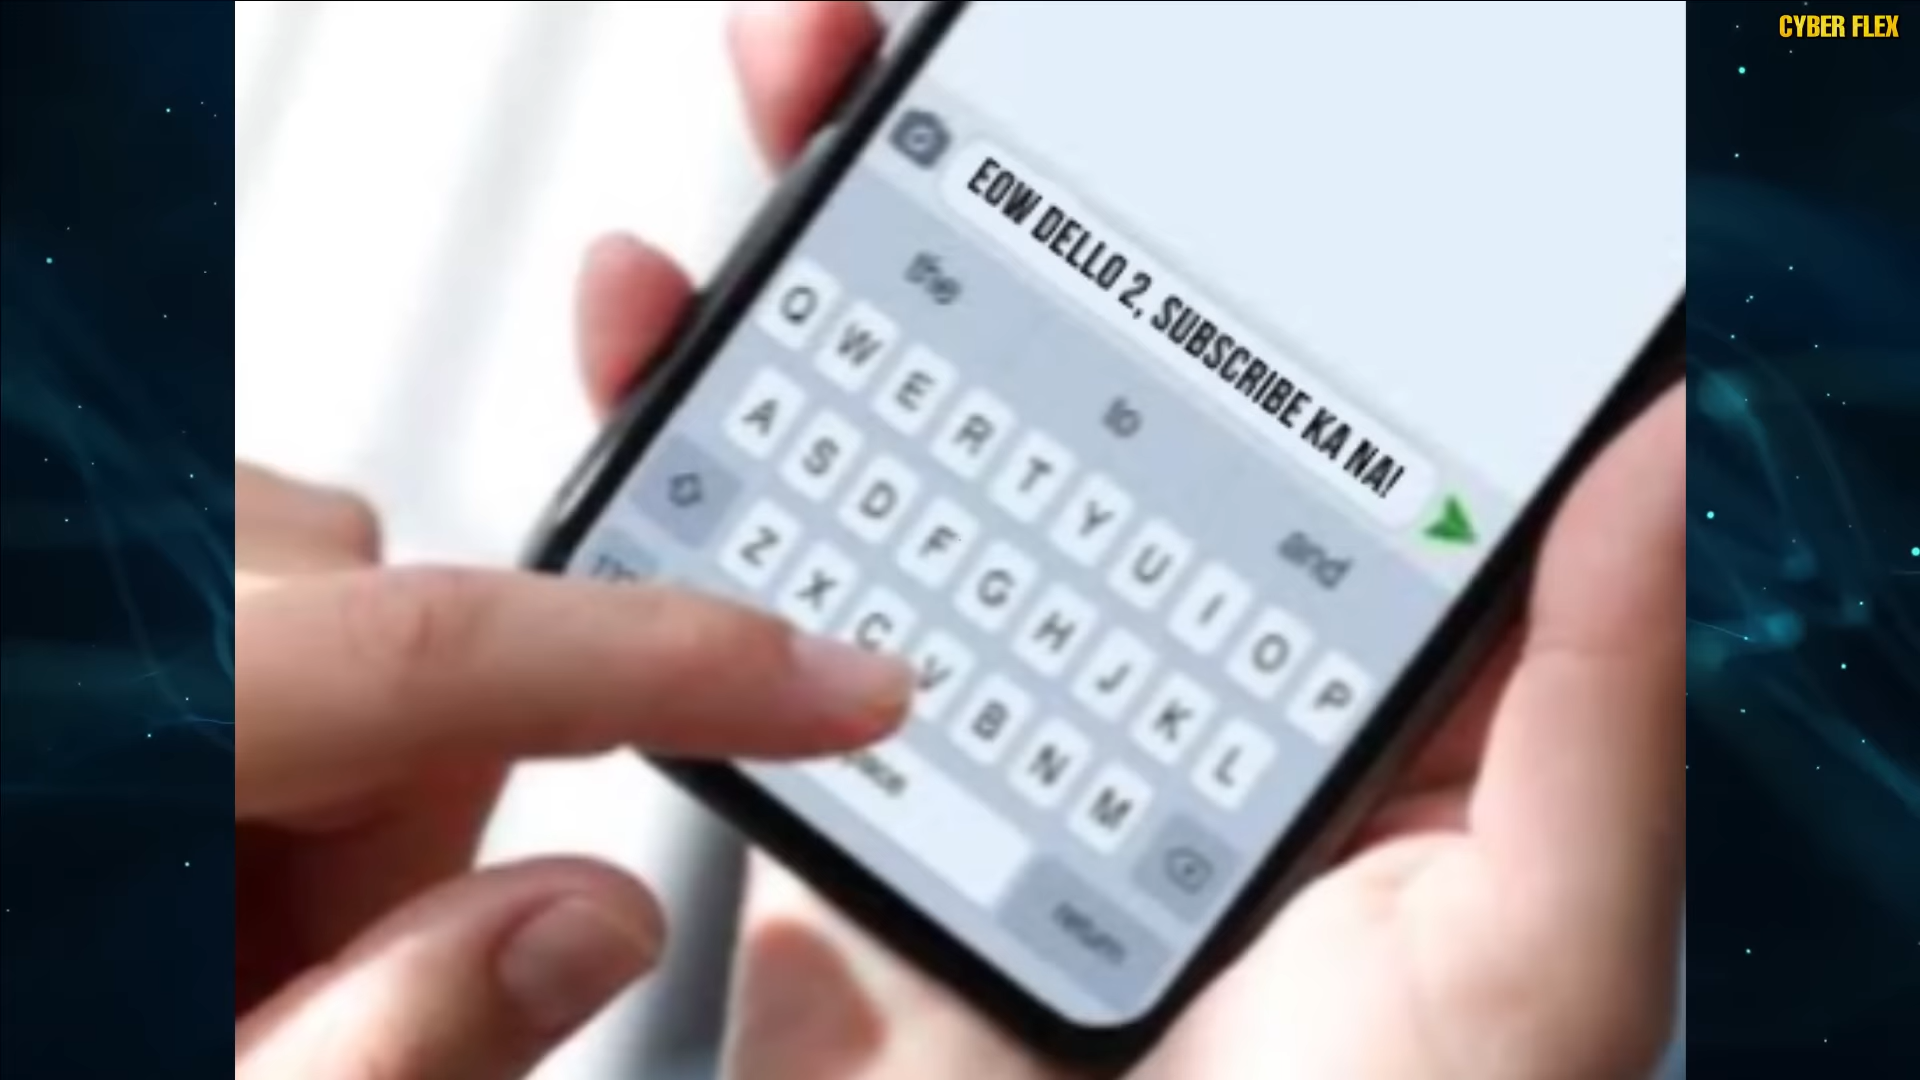 CYBER FLEX
EOW DELLO 2, SUBSCRIBE KA NA!
the to and
Q W E R T Y U I O P
A S D F G H J K L
Z X C V B N M
return